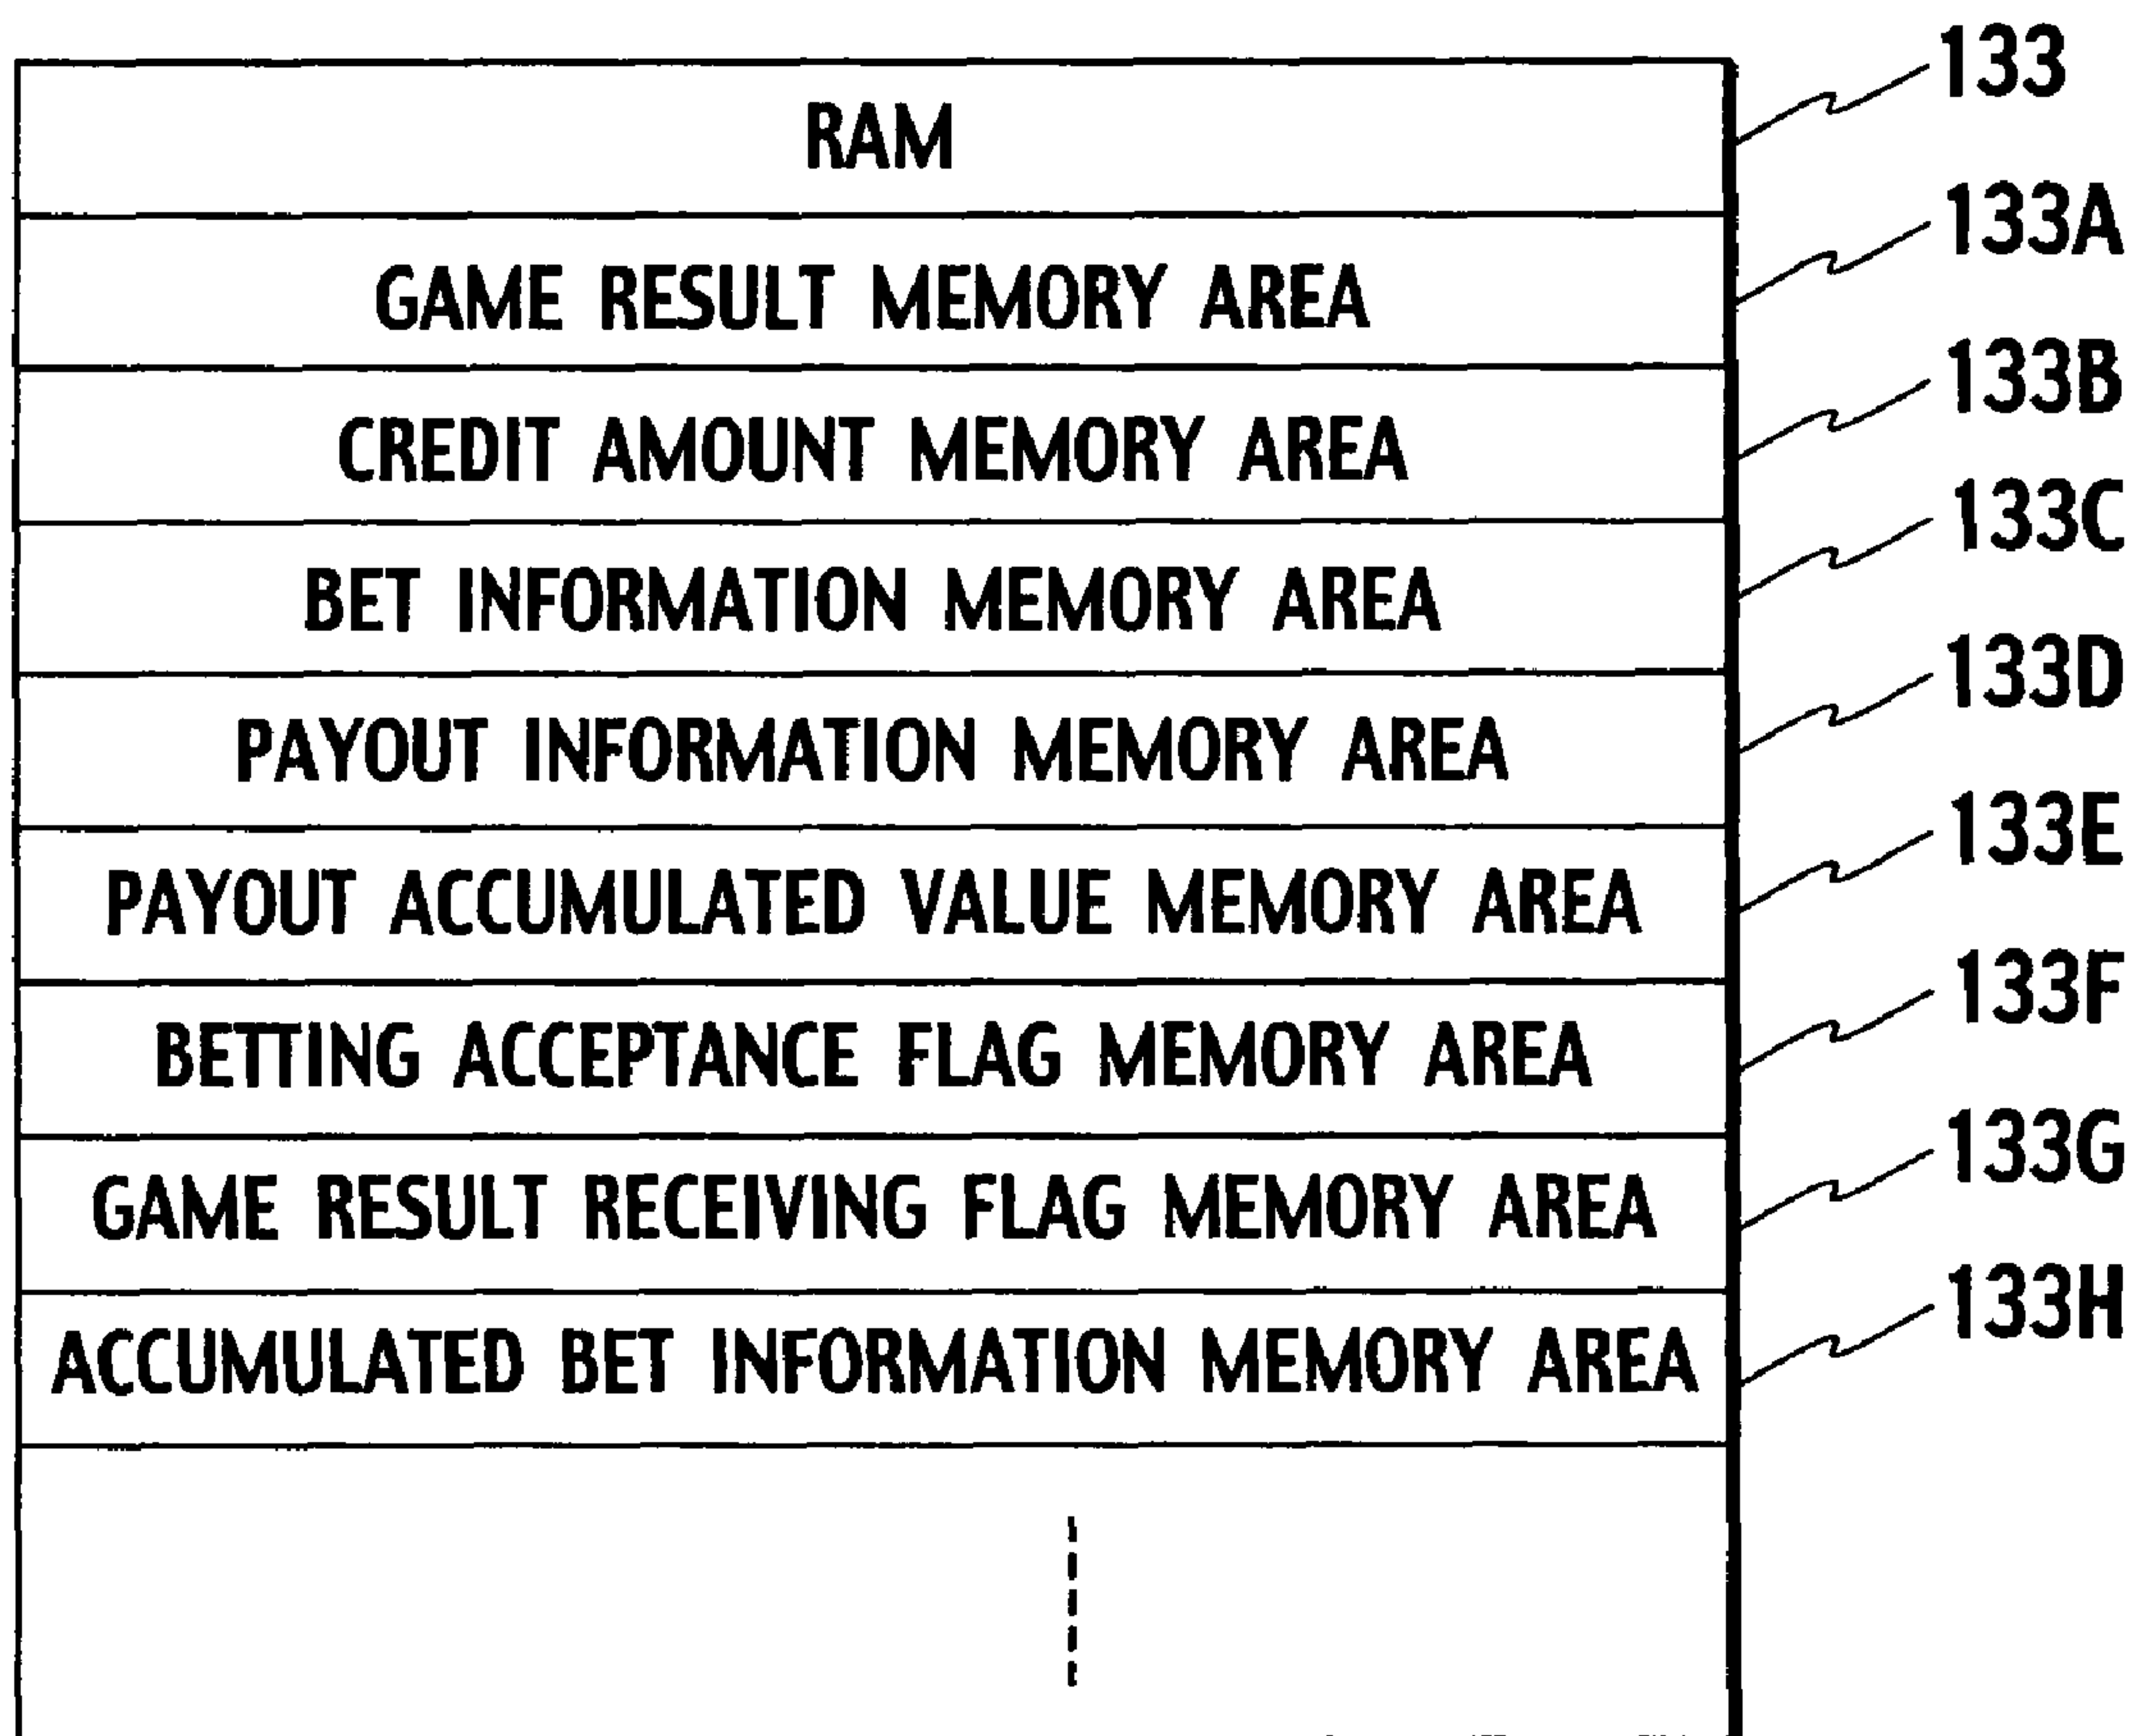 RAM 133
GAME RESULT MEMORY AREA 133A
CREDIT AMOUNT MEMORY AREA 133B
BET INFORMATION MEMORY AREA 133C
PAYOUT INFORMATION MEMORY AREA 133D
PAYOUT ACCUMULATED VALUE MEMORY AREA 133E
BETTING ACCEPTANCE FLAG MEMORY AREA 133F
GAME RESULT RECEIVING FLAG MEMORY AREA 133G
ACCUMULATED BET INFORMATION MEMORY AREA 133H